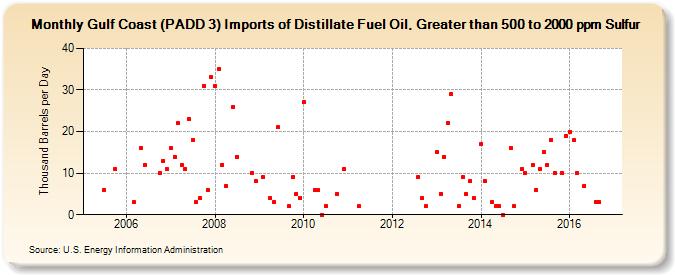 Monthly Gulf Coast (PADD 3) Imports of Distillate Fuel Oil, Greater than 500 to 2000 ppm Sulfur
Thousand Barrels per Day
40
30
20
10
0
2006 2008 2010 2012 2014 2016
Source: U.S. Energy Information Administration